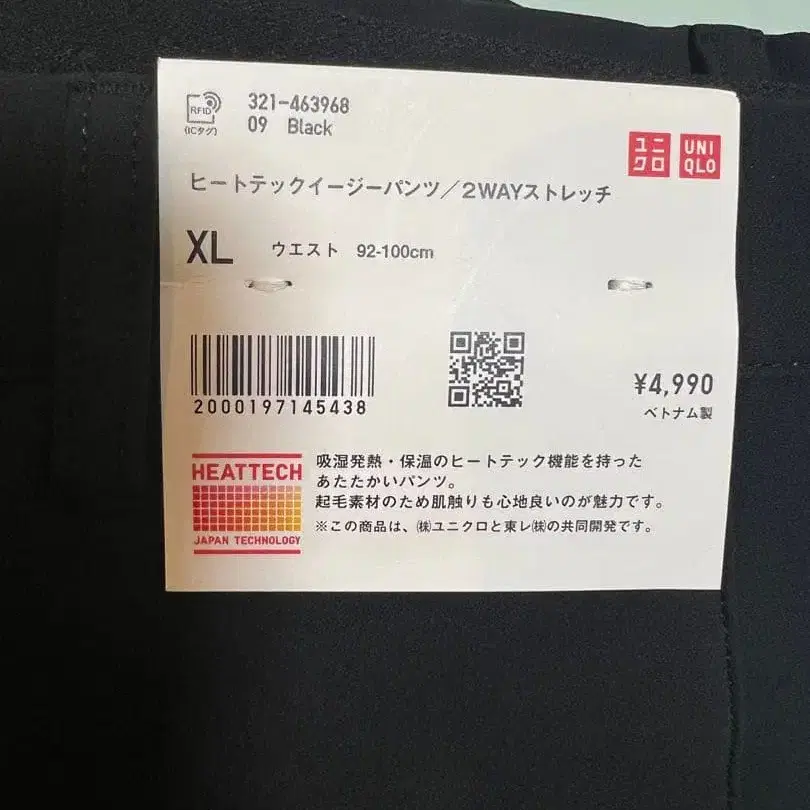 RFID
(ICタグ)
321-463968
09 Black
ユニ
クロ
UNI
QLO
ヒートテックイージーパンツ/2WAYストレッチ
XL ウエスト 92-100cm
2000197145438
¥4,990
ベトナム製
HEATTECH
JAPAN TECHNOLOGY
吸湿発熱・保温のヒートテック機能を持った
あたたかいパンツ。
起毛素材のため肌触りも心地良いのが魅力です。
※この商品は、㈱ユニクロと東レ㈱の共同開発です。